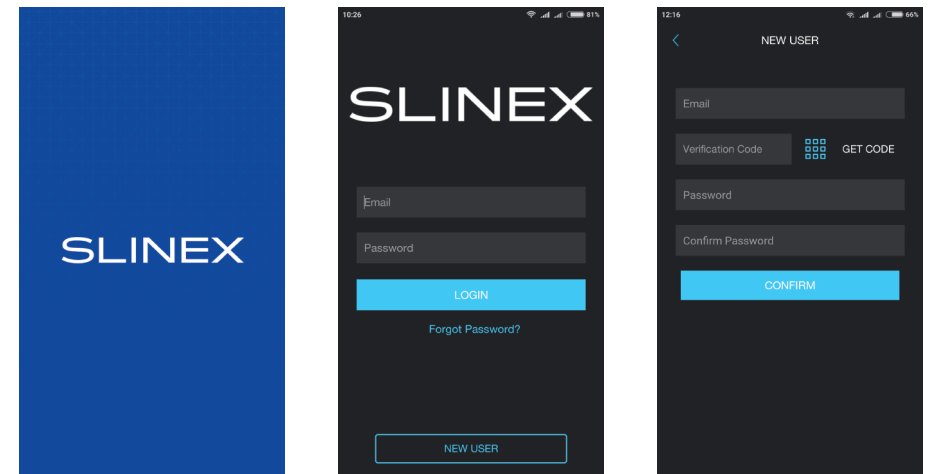 SLINEX
10:26
81%
SLINEX
Email
Password
LOGIN
Forgot Password?
NEW USER
12:16
66%
NEW USER
Email
Verification Code
GET CODE
Password
Confirm Password
CONFIRM